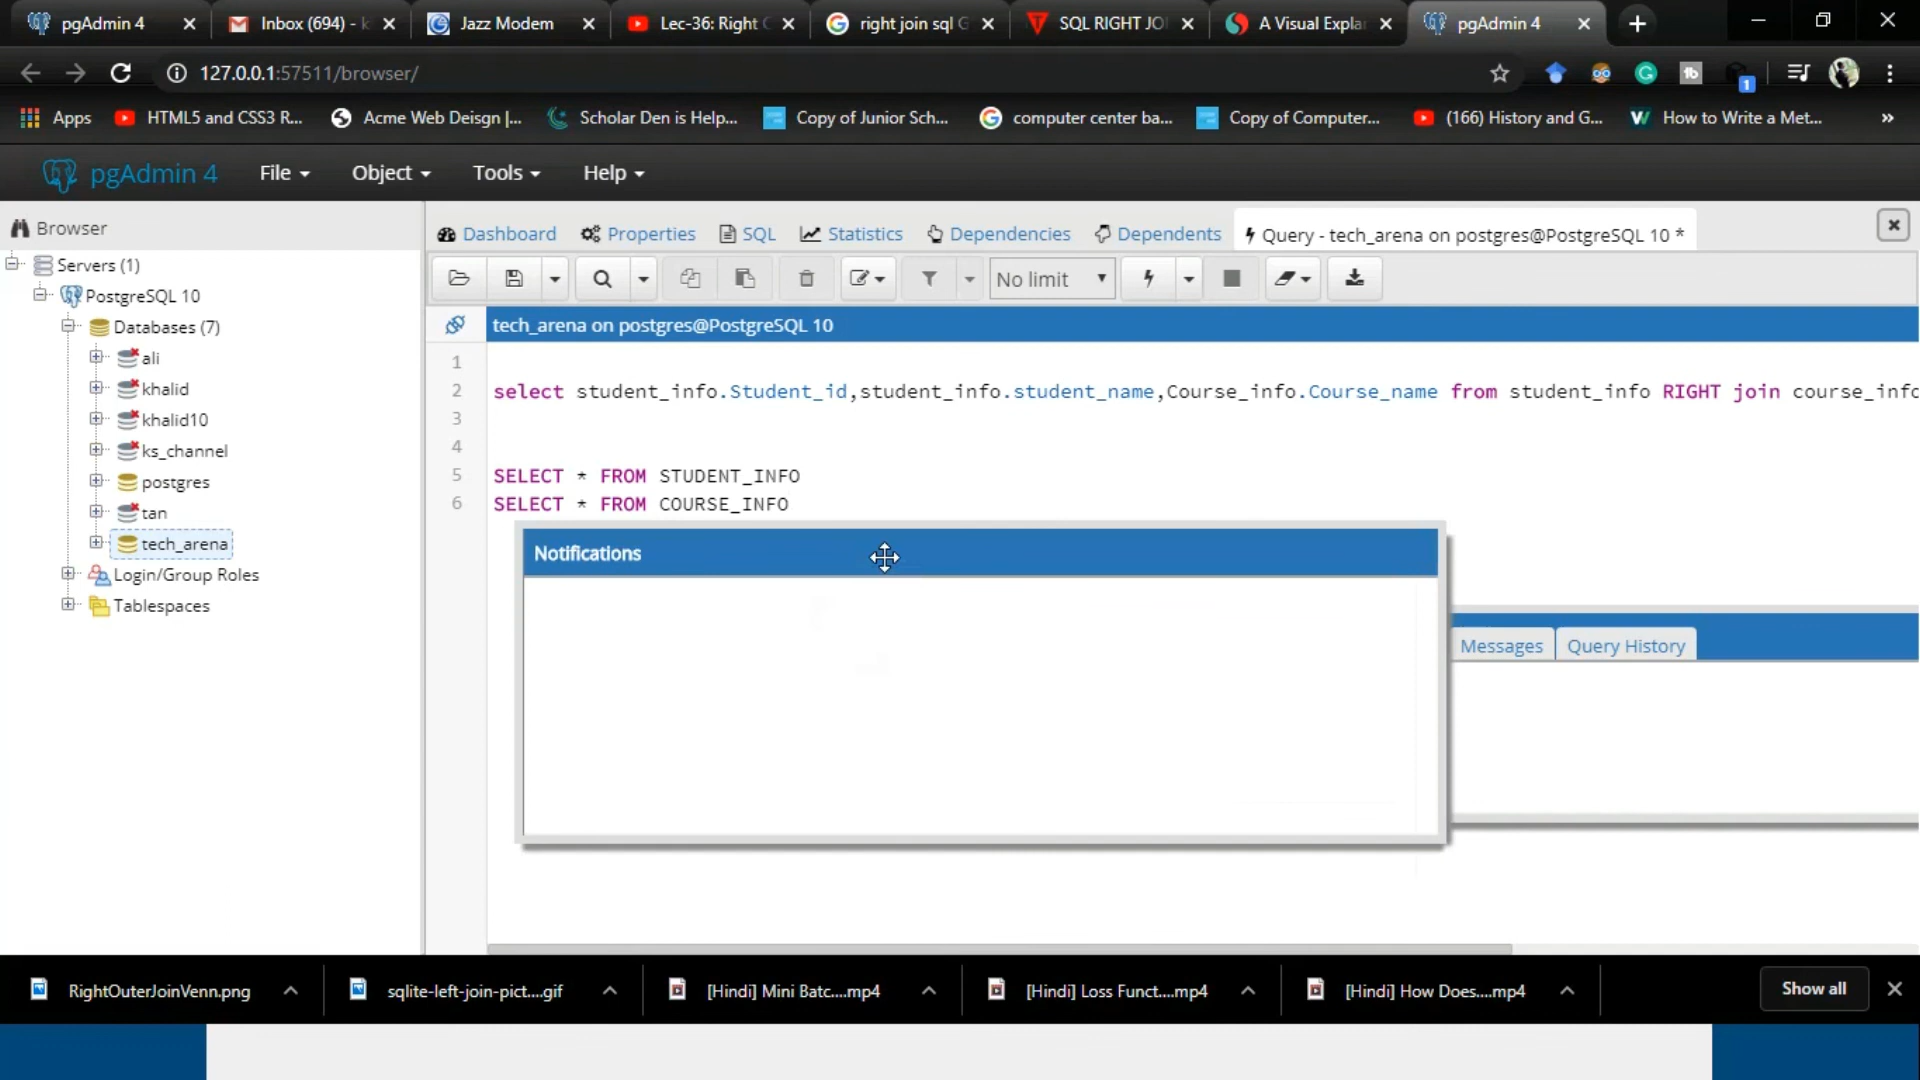 pgAdmin 4
Inbox (694) - k
Jazz Modem
Lec-36: Right
right join sql
SQL RIGHT JO
A Visual Expla
pgAdmin 4
127.0.0.1:57511/browser/
1
Apps
HTML5 and CSS3 R...
Acme Web Deisgn |...
Scholar Den is Help...
Copy of Junior Sch...
computer center ba...
Copy of Computer...
(166) History and G...
How to Write a Met...
»
pgAdmin 4
File
Object
Tools
Help
Browser
Servers (1)
PostgreSQL 10
Databases (7)
ali
khalid
khalid10
ks_channel
postgres
tan
tech_arena
Login/Group Roles
Tablespaces
Dashboard
Properties
SQL
Statistics
Dependencies
Dependents
Query - tech_arena on postgres@PostgreSQL 10 *
No limit
tech_arena on postgres@PostgreSQL 10
1
2 select student_info.Student_id,student_info.student_name,Course_info.Course_name from student_info RIGHT join course_info
3
4
5 SELECT * FROM STUDENT_INFO
6 SELECT * FROM COURSE_INFO
Notifications
Messages
Query History
RightOuterJoinVenn.png
sqlite-left-join-pict....gif
[Hindi] Mini Batc....mp4
[Hindi] Loss Funct....mp4
[Hindi] How Does....mp4
Show all